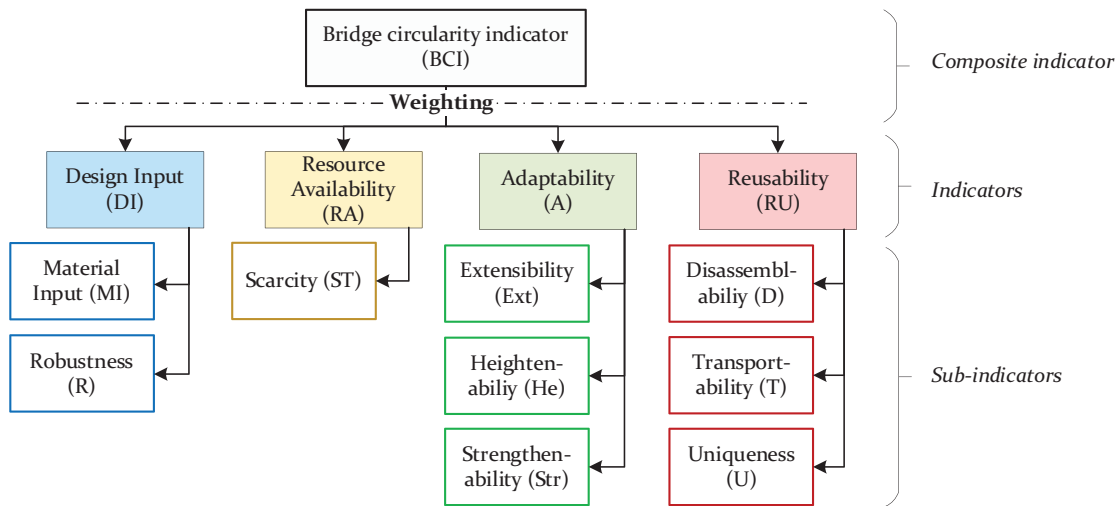 Bridge circularity indicator
(BCI)
Composite indicator
Weighting
Design Input
(DI)
Resource
Availability
(RA)
Adaptability
(A)
Reusability
(RU)
Indicators
Material
Input (MI)
Scarcity (ST)
Extensibility
(Ext)
Disassembl-
abiliy (D)
Robustness
(R)
Heighten-
abiliy (He)
Transport-
ability (T)
Sub-indicators
Strengthen-
ability (Str)
Uniqueness
(U)